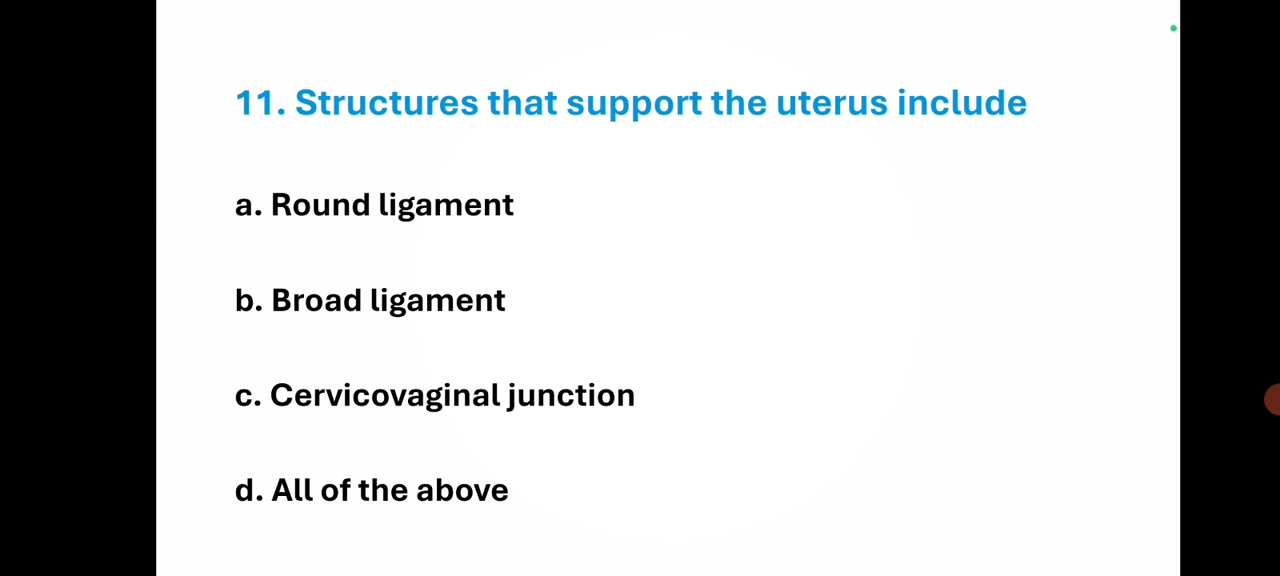 11. Structures that support the uterus include
a. Round ligament
b. Broad ligament
c. Cervicovaginal junction
d. All of the above